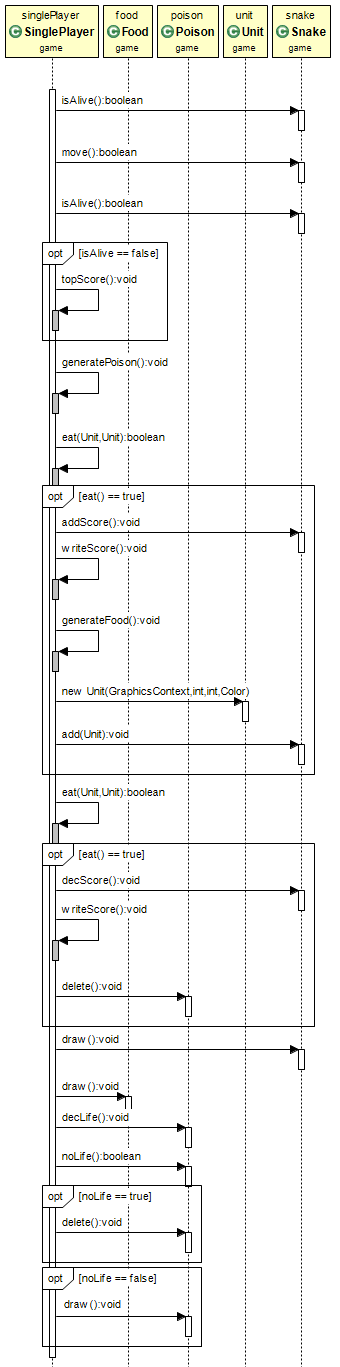 singlePlayer
C SinglePlayer
game
food
C Food
game
poison
C Poison
game
unit
C Unit
game
snake
C Snake
game
isAlive():boolean
move():boolean
isAlive():boolean
opt [isAlive == false]
topScore():void
generatePoison():void
eat(Unit,Unit):boolean
opt [eat() == true]
addScore():void
writeScore():void
generateFood():void
new Unit(GraphicsContext,int,int,Color)
add(Unit):void
eat(Unit,Unit):boolean
opt [eat() == true]
decScore():void
writeScore():void
delete():void
draw():void
draw():void
decLife():void
noLife():boolean
opt [noLife == true]
delete():void
opt [noLife == false]
draw():void